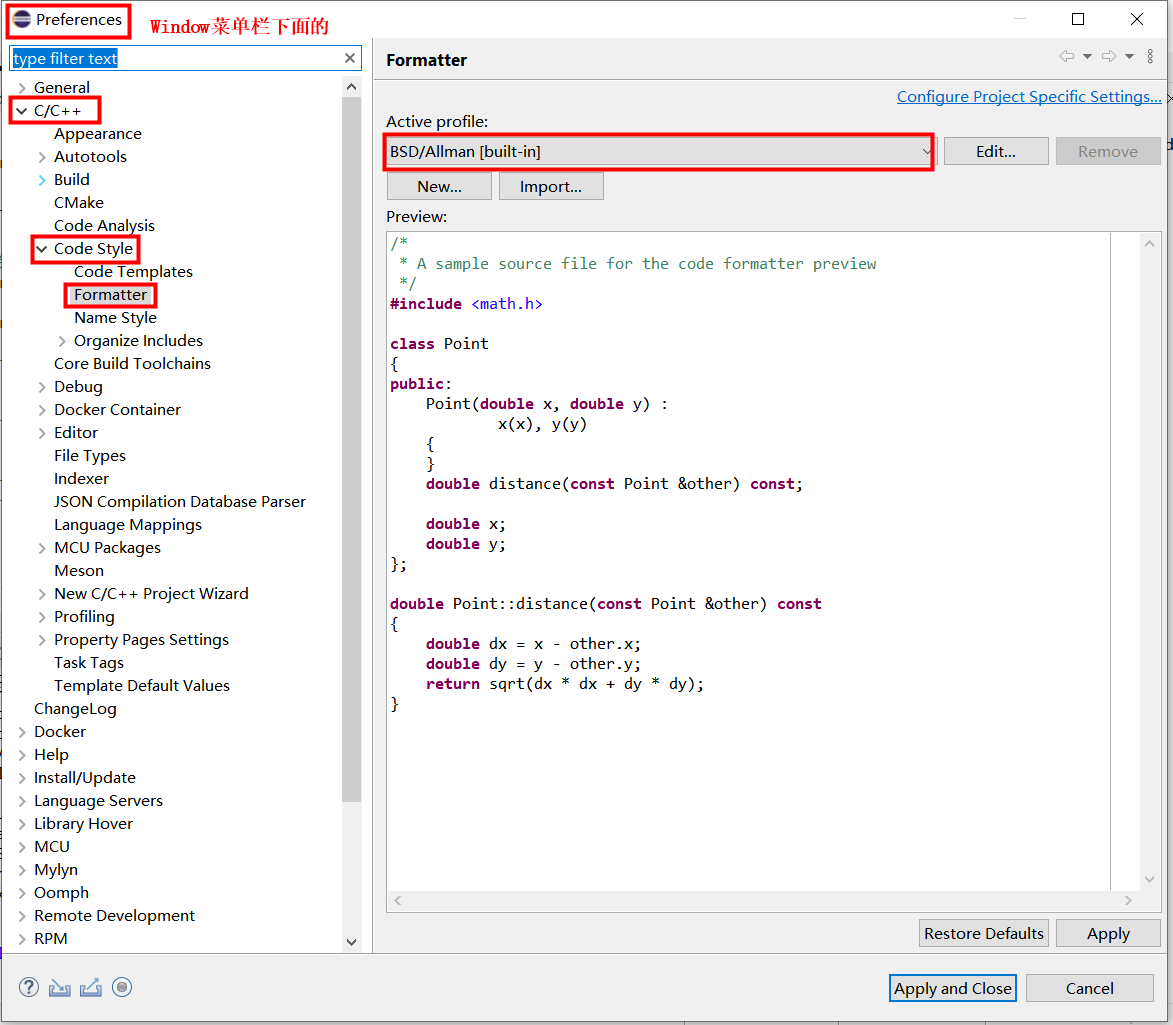 Preferences
Window菜单栏下面的
type filter text
General
C/C++
Appearance
Autotools
Build
CMake
Code Analysis
Code Style
Code Templates
Formatter
Name Style
Organize Includes
Core Build Toolchains
Debug
Docker Container
Editor
File Types
Indexer
JSON Compilation Database Parser
Language Mappings
MCU Packages
Meson
New C/C++ Project Wizard
Profiling
Property Pages Settings
Task Tags
Template Default Values
ChangeLog
Docker
Help
Install/Update
Language Servers
Library Hover
MCU
Mylyn
Oomph
Remote Development
RPM
Formatter
Configure Project Specific Settings...
Active profile:
BSD/Allman [built-in]
Edit...
Remove
New...
Import...
Preview:
/*
 * A sample source file for the code formatter preview
 */
#include <math.h>

class Point
{
public:
    Point(double x, double y) :
            x(x), y(y)
    {
    }
    double distance(const Point &other) const;

    double x;
    double y;
};

double Point::distance(const Point &other) const
{
    double dx = x - other.x;
    double dy = y - other.y;
    return sqrt(dx * dx + dy * dy);
}
Restore Defaults
Apply
Apply and Close
Cancel